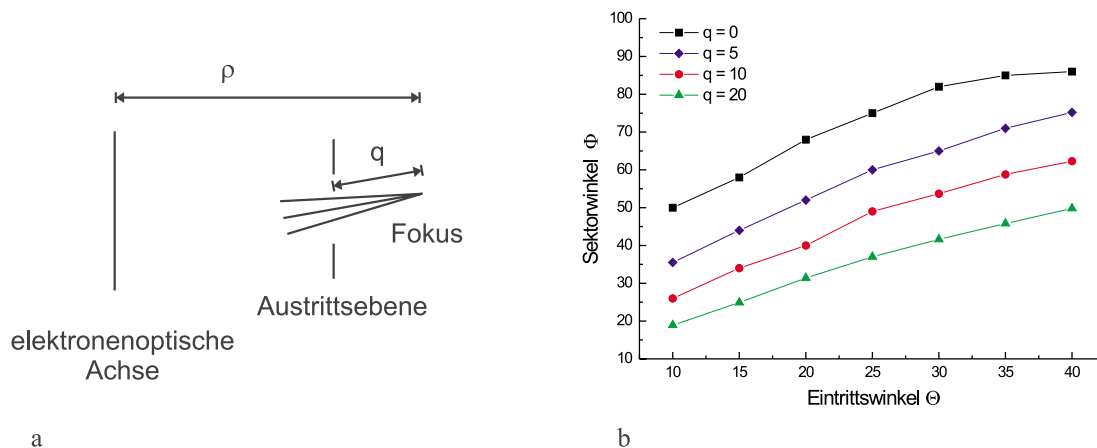 ρ
q
Fokus
Austrittsebene
elektronenoptische
Achse
a
q = 0
q = 5
q = 10
q = 20
Sektorwinkel Φ
100
90
80
70
60
50
40
30
20
10
10 15 20 25 30 35 40
Eintrittswinkel Θ
b